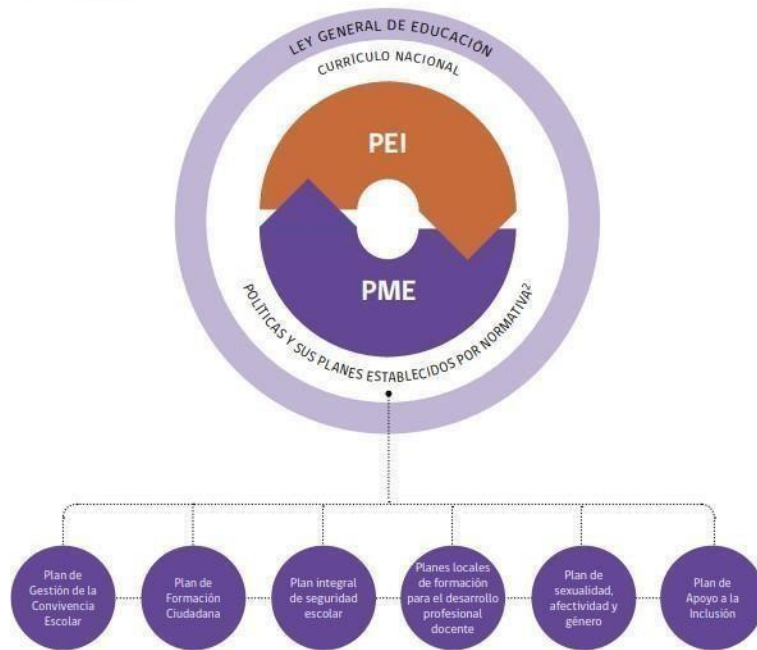 LEY GENERAL DE EDUCACIÓN
CURRÍCULO NACIONAL
PEI
PME
POLÍTICAS Y SUS PLANES ESTABLECIDOS POR NORMATIVA²
Plan de
Gestión de la
Convivencia
Escolar
Plan de
Formación
Ciudadana
Plan integral
de seguridad
escolar
Planes locales
de formación
para el desarrollo
profesional
docente
Plan de
sexualidad,
afectividad y
género
Plan de
Apoyo a la
Inclusión